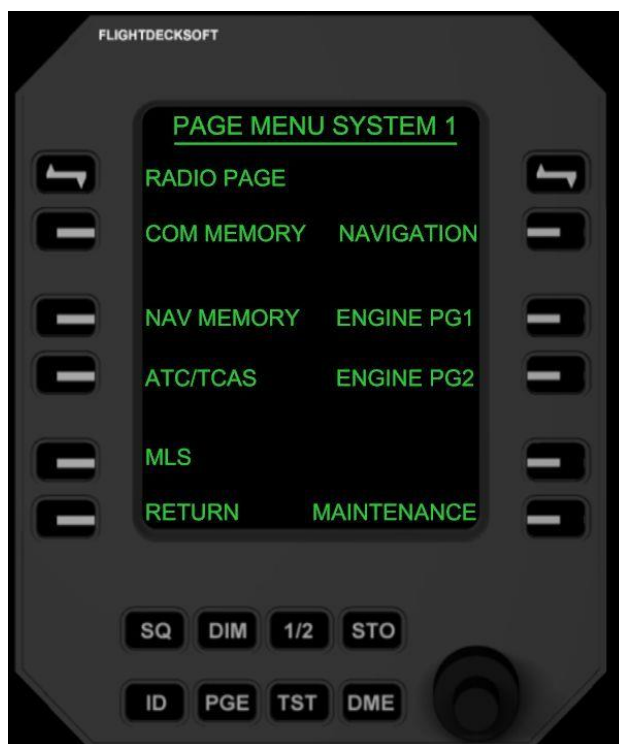 FLIGHTDECKSOFT
PAGE MENU SYSTEM 1
RADIO PAGE
COM MEMORY NAVIGATION
NAV MEMORY ENGINE PG1
ATC/TCAS ENGINE PG2
MLS
RETURN MAINTENANCE
SQ DIM 1/2 STO
ID PGE TST DME